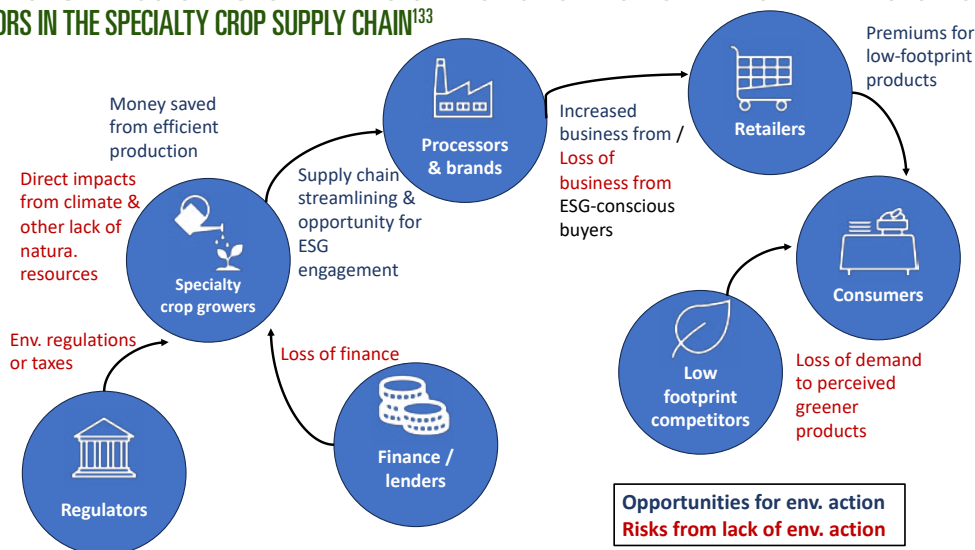 ORS IN THE SPECIALTY CROP SUPPLY CHAIN133
Premiums for
low-footprint
products
Money saved
from efficient
production
Processors
& brands
Increased
business from /
Loss of
business from
ESG-conscious
buyers
Retailers
Direct impacts
from climate &
other lack of
natura.
resources
Supply chain
streamlining &
opportunity for
ESG
engagement
Specialty
crop growers
Consumers
Env. regulations
or taxes
Loss of finance
Low
footprint
competitors
Loss of demand
to perceived
greener
products
Regulators
Finance /
lenders
Opportunities for env. action
Risks from lack of env. action